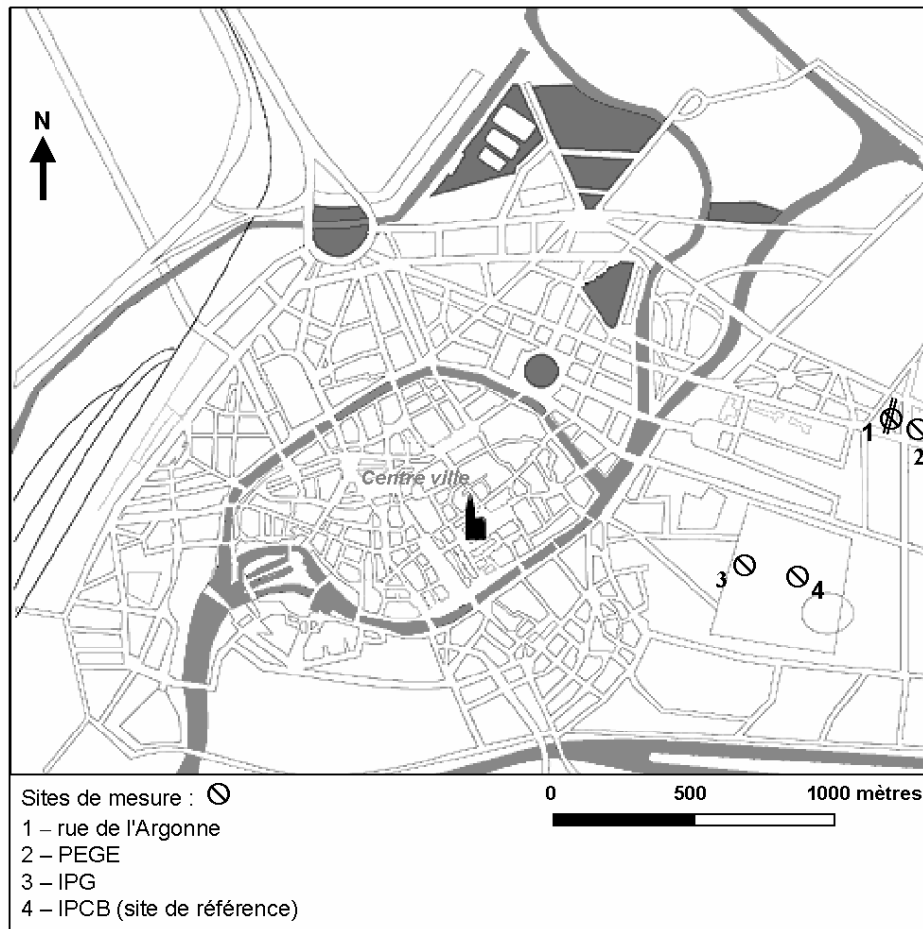 N
1
2
Centre ville
3
4
Sites de mesure :
1 – rue de l'Argonne
2 – PEGE
3 – IPG
4 – IPCB (site de référence)
0 500 1000 mètres